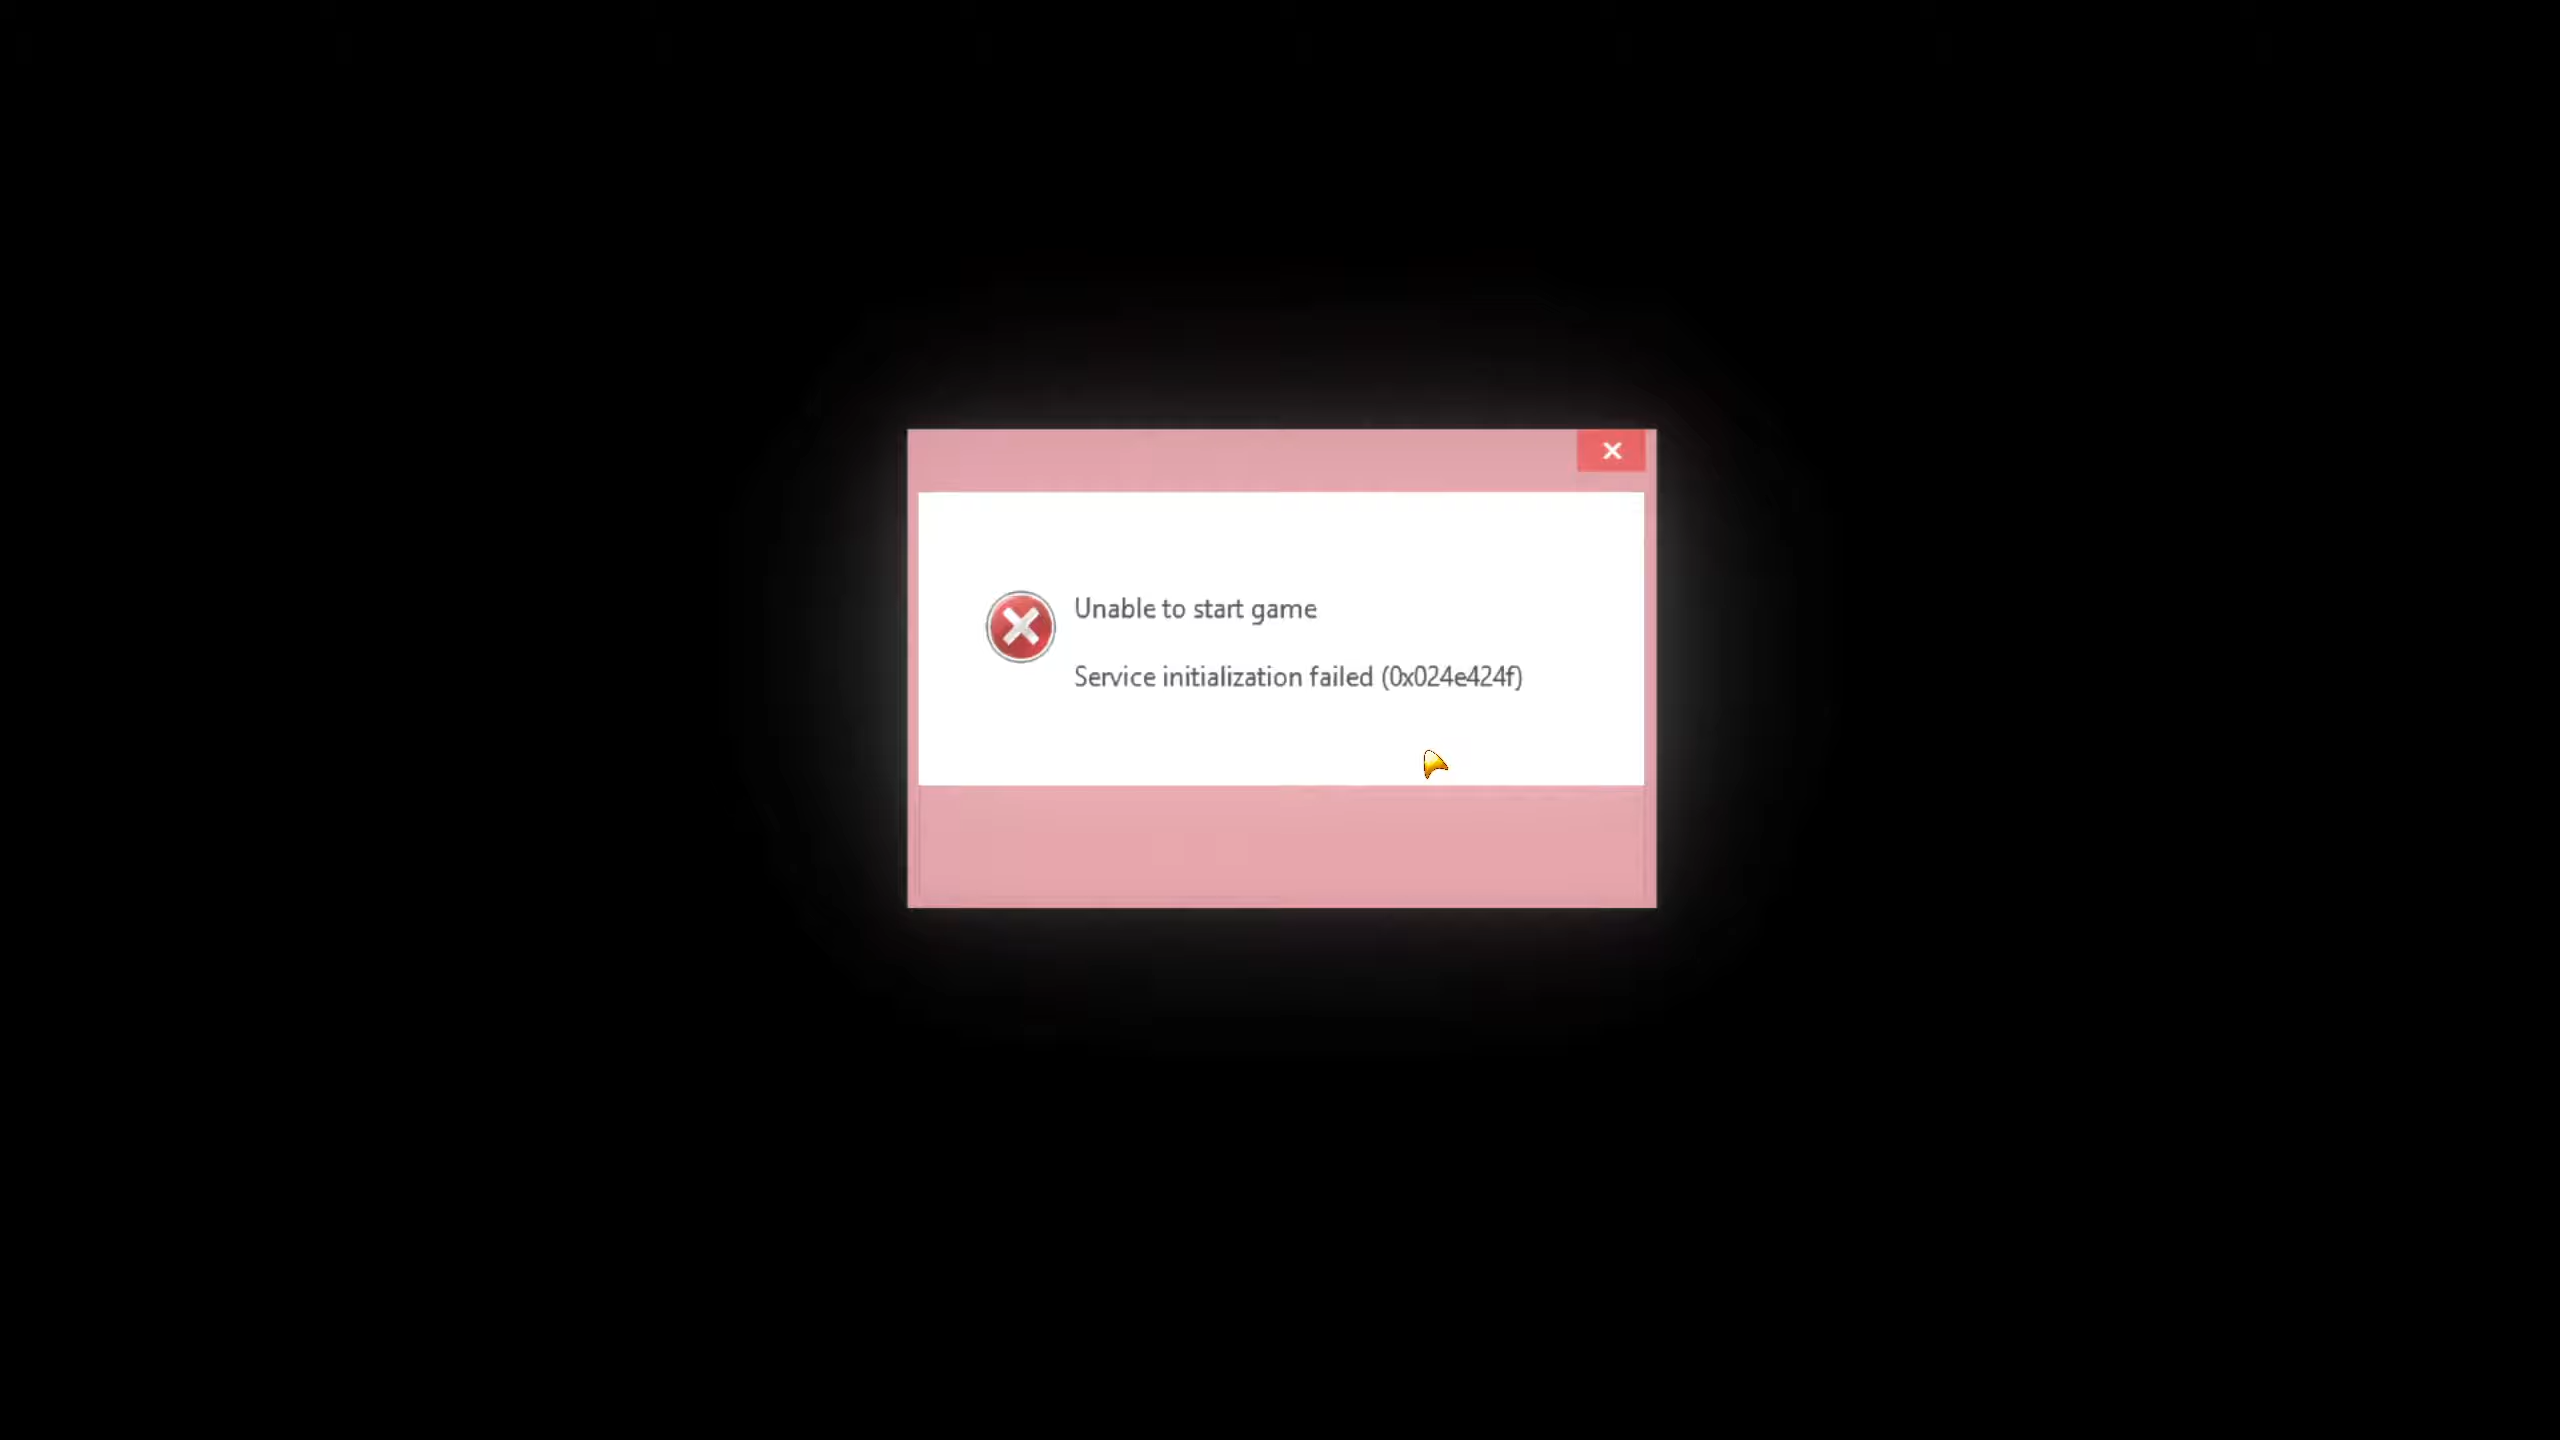 Unable to start game
Service initialization failed (0x024e424f)